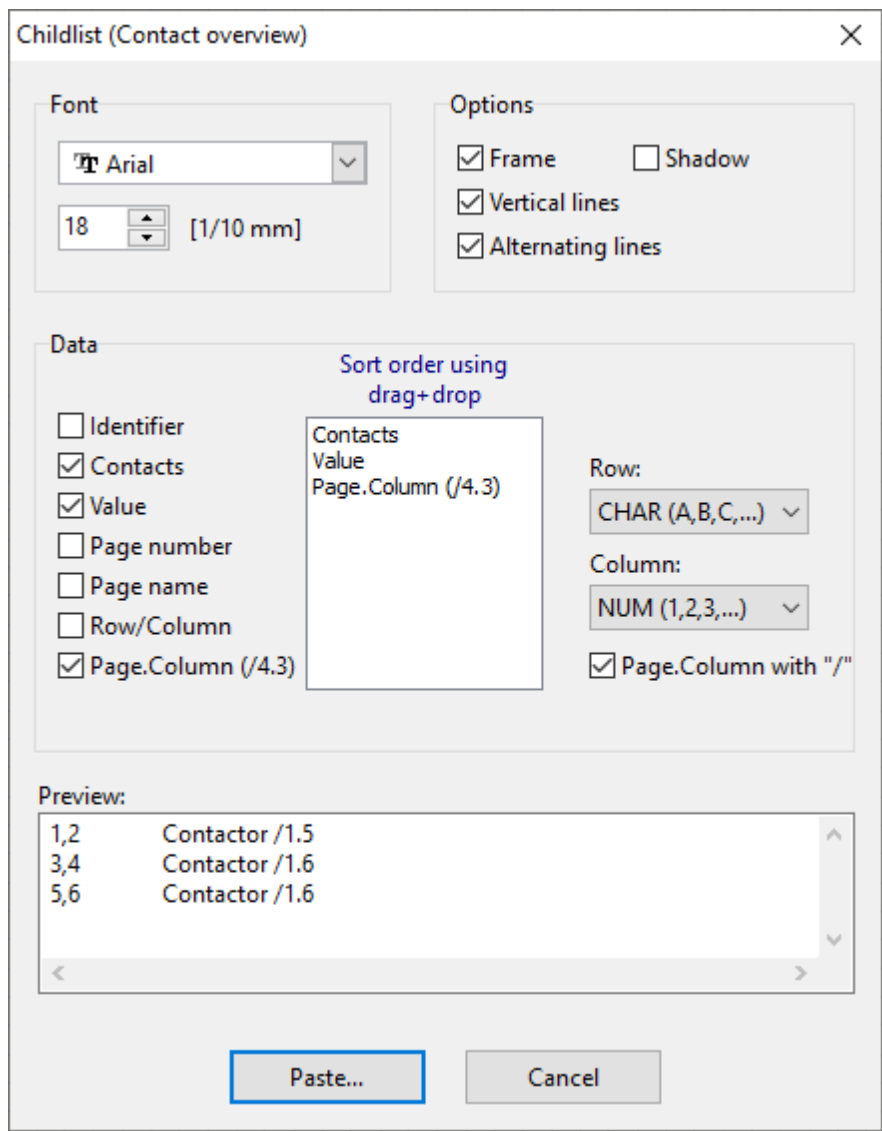 Childlist (Contact overview)
Font
Arial
18 [1/10 mm]
Options
Frame Shadow
Vertical lines
Alternating lines
Data
Identifier
Contacts
Value
Page number
Page name
Row/Column
Page.Column (/4.3)
Sort order using
drag+drop
Contacts
Value
Page.Column (/4.3)
Row:
CHAR (A,B,C,...)
Column:
NUM (1,2,3,...)
Page.Column with "/"
Preview:
1,2 Contactor /1.5
3,4 Contactor /1.6
5,6 Contactor /1.6
Paste... Cancel